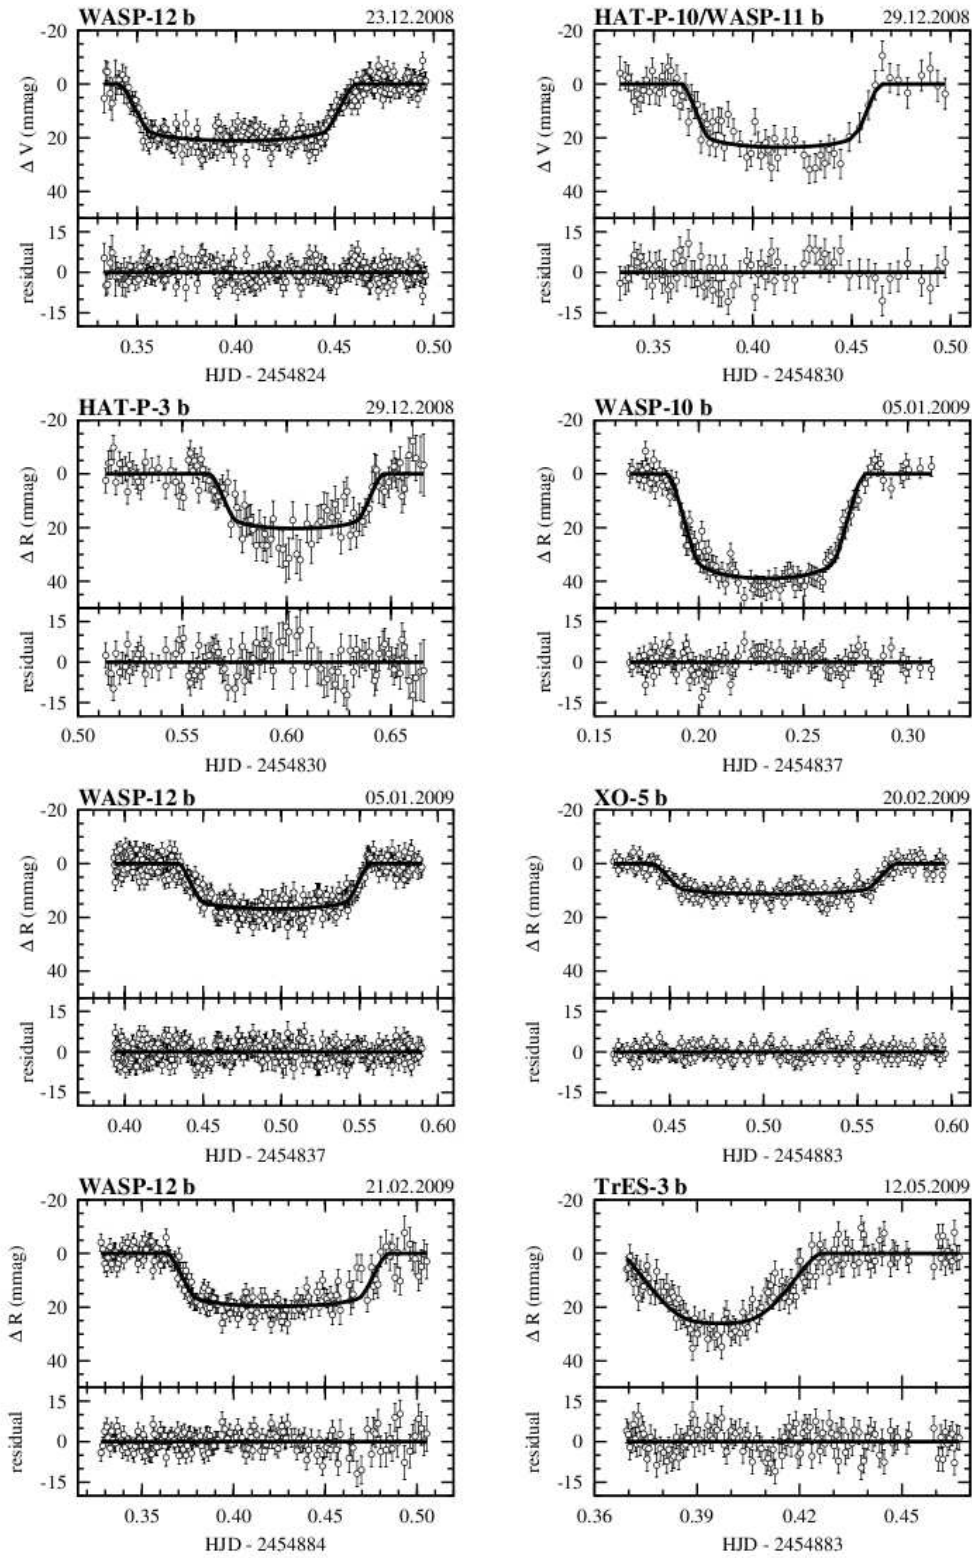 WASP-12 b 23.12.2008
-20
0
20
40
Δ V (mmag)
15
0
-15
residual
0.35 0.40 0.45 0.50
HJD - 2454824
HAT-P-10/WASP-11 b 29.12.2008
-20
0
20
40
Δ V (mmag)
15
0
-15
residual
0.35 0.40 0.45 0.50
HJD - 2454830
HAT-P-3 b 29.12.2008
-20
0
20
40
Δ R (mmag)
15
0
-15
residual
0.50 0.55 0.60 0.65
HJD - 2454830
WASP-10 b 05.01.2009
-20
0
20
40
Δ R (mmag)
15
0
-15
residual
0.15 0.20 0.25 0.30
HJD - 2454837
WASP-12 b 05.01.2009
-20
0
20
40
Δ R (mmag)
15
0
-15
residual
0.40 0.45 0.50 0.55 0.60
HJD - 2454837
XO-5 b 20.02.2009
-20
0
20
40
Δ R (mmag)
15
0
-15
residual
0.45 0.50 0.55 0.60
HJD - 2454883
WASP-12 b 21.02.2009
-20
0
20
40
Δ R (mmag)
15
0
-15
residual
0.35 0.40 0.45 0.50
HJD - 2454884
TrES-3 b 12.05.2009
-20
0
20
40
Δ R (mmag)
15
0
-15
residual
0.36 0.39 0.42 0.45
HJD - 2454883